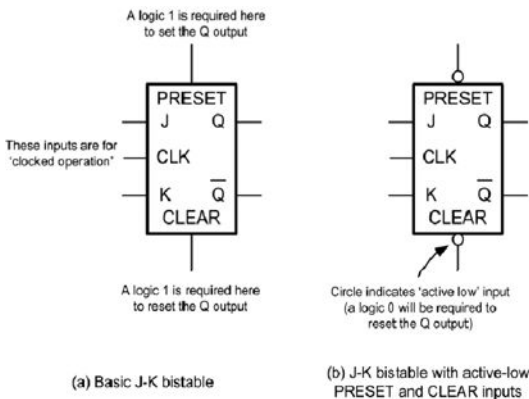 A logic 1 is required here
to set the Q output
PRESET
J Q
These inputs are for
'clocked operation'
CLK
K Q̅
CLEAR
A logic 1 is required here
to reset the Q output
(a) Basic J-K bistable
PRESET
J Q
CLK
K Q̅
CLEAR
Circle indicates 'active low' input
(a logic 0 will be required to
reset the Q output)
(b) J-K bistable with active-low
PRESET and CLEAR inputs